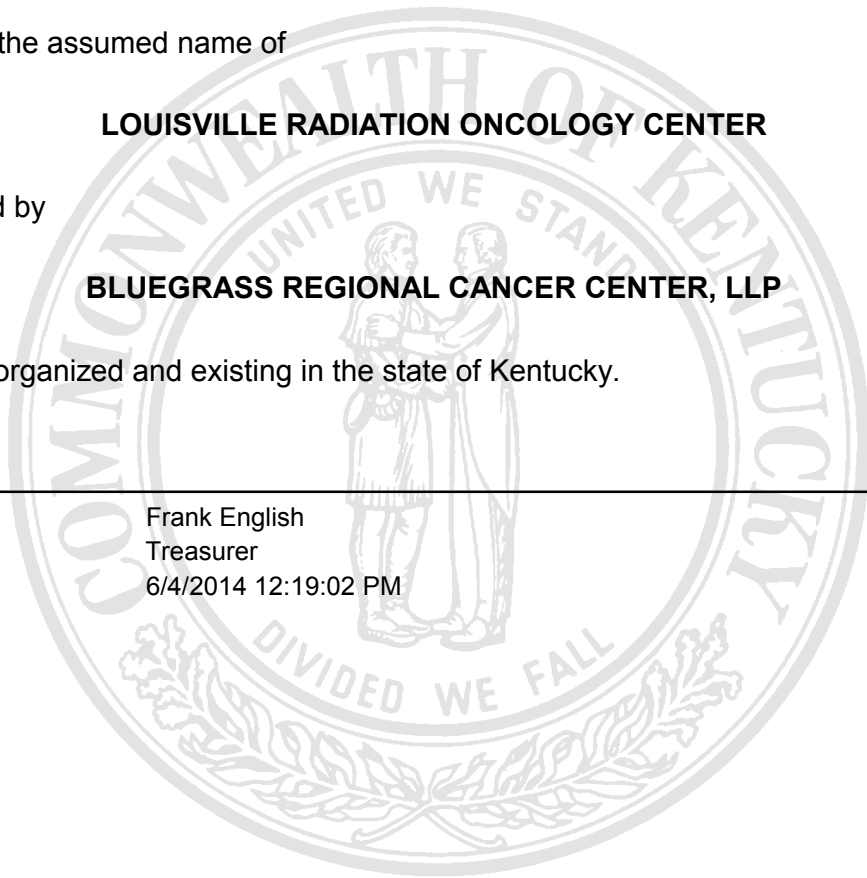 the assumed name of
LOUISVILLE RADIATION ONCOLOGY CENTER
d by
BLUEGRASS REGIONAL CANCER CENTER, LLP
organized and existing in the state of Kentucky.
Frank English
Treasurer
6/4/2014 12:19:02 PM
COMMONWEALTH OF KENTUCKY
UNITED WE STAND
DIVIDED WE FALL